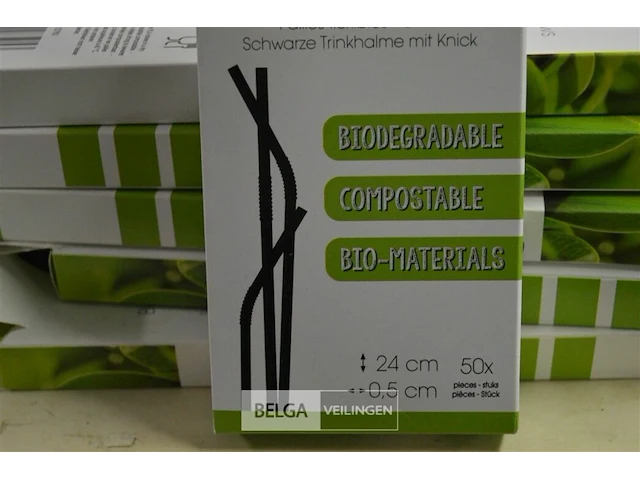 Schwarze Trinkhalme mit Knick
BIODEGRADABLE
COMPOSTABLE
BIO-MATERIALS
24 cm
50x
0,5 cm
pieces - stuks
pièces - Stück
BELGA VEILINGEN